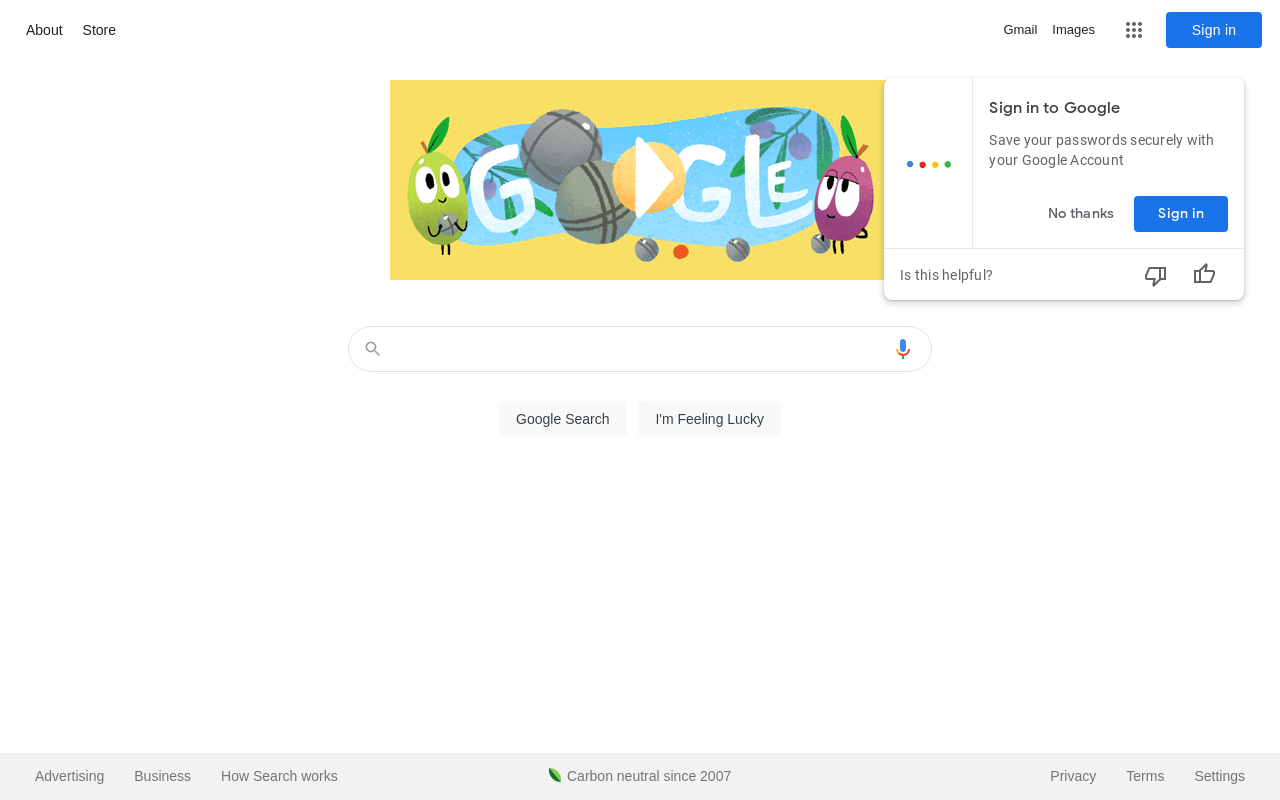 About Store
Gmail Images
Sign in
GOOGLE
Sign in to Google
Save your passwords securely with
your Google Account
No thanks Sign in
Is this helpful?
Google Search I'm Feeling Lucky
Advertising Business How Search works
Carbon neutral since 2007
Privacy Terms Settings